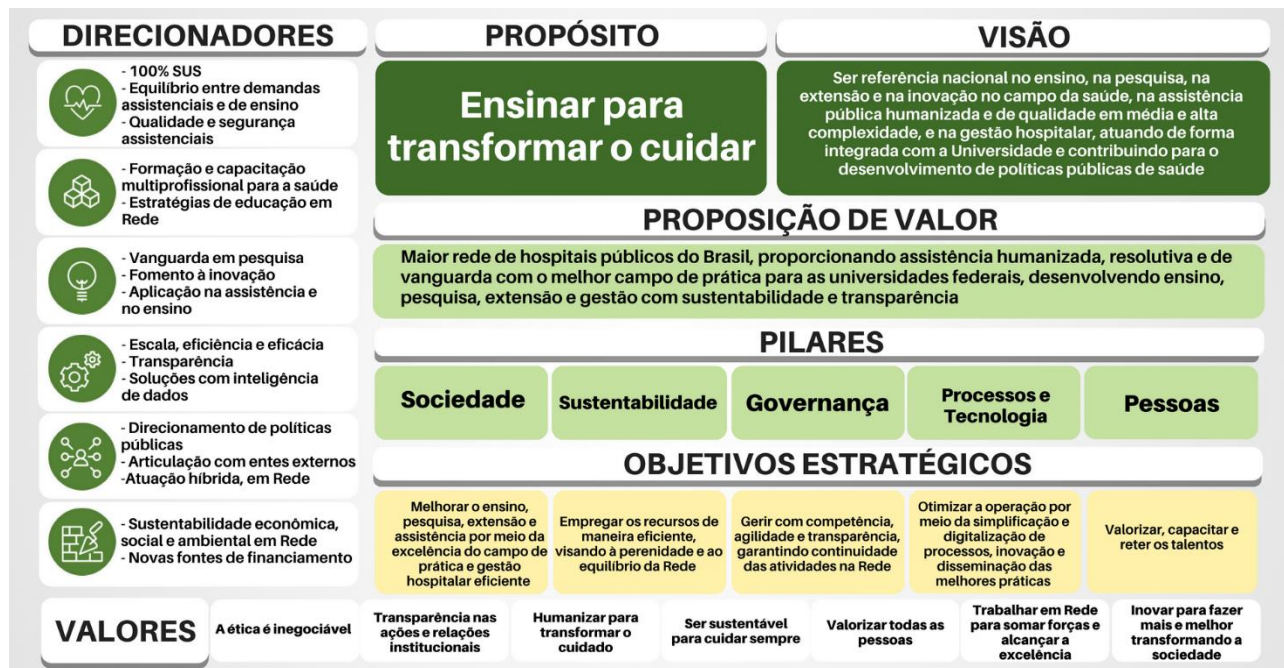 DIRECIONADORES
- 100% SUS
- Equilíbrio entre demandas
assistenciais e de ensino
- Qualidade e segurança
assistenciais
- Formação e capacitação
multiprofissional para a saúde
- Estratégias de educação em
Rede
- Vanguarda em pesquisa
- Fomento à inovação
- Aplicação na assistência e
no ensino
- Escala, eficiência e eficácia
- Transparência
- Soluções com inteligência
de dados
- Direcionamento de políticas
públicas
- Articulação com entes externos
-Atuação híbrida, em Rede
- Sustentabilidade econômica,
social e ambiental em Rede
- Novas fontes de financiamento
PROPÓSITO
Ensinar para
transformar o cuidar
VISÃO
Ser referência nacional no ensino, na pesquisa, na
extensão e na inovação no campo da saúde, na assistência
pública humanizada e de qualidade em média e alta
complexidade, e na gestão hospitalar, atuando de forma
integrada com a Universidade e contribuindo para o
desenvolvimento de políticas públicas de saúde
PROPOSIÇÃO DE VALOR
Maior rede de hospitais públicos do Brasil, proporcionando assistência humanizada, resolutiva e de
vanguarda com o melhor campo de prática para as universidades federais, desenvolvendo ensino,
pesquisa, extensão e gestão com sustentabilidade e transparência
PILARES
Sociedade
Sustentabilidade
Governança
Processos e
Tecnologia
Pessoas
OBJETIVOS ESTRATÉGICOS
Melhorar o ensino,
pesquisa, extensão e
assistência por meio da
excelência do campo de
prática e gestão
hospitalar eficiente
Empregar os recursos de
maneira eficiente,
visando à perenidade e ao
equilíbrio da Rede
Gerir com competência,
agilidade e transparência,
garantindo continuidade
das atividades na Rede
Otimizar a operação por
meio da simplificação e
digitalização de
processos, inovação e
disseminação das
melhores práticas
Valorizar, capacitar e
reter os talentos
VALORES
A ética é inegociável
Transparência nas
ações e relações
institucionais
Humanizar para
transformar o
cuidado
Ser sustentável
para cuidar sempre
Valorizar todas as
pessoas
Trabalhar em Rede
para somar forças e
alcançar a
excelência
Inovar para fazer
mais e melhor
transformando a
sociedade